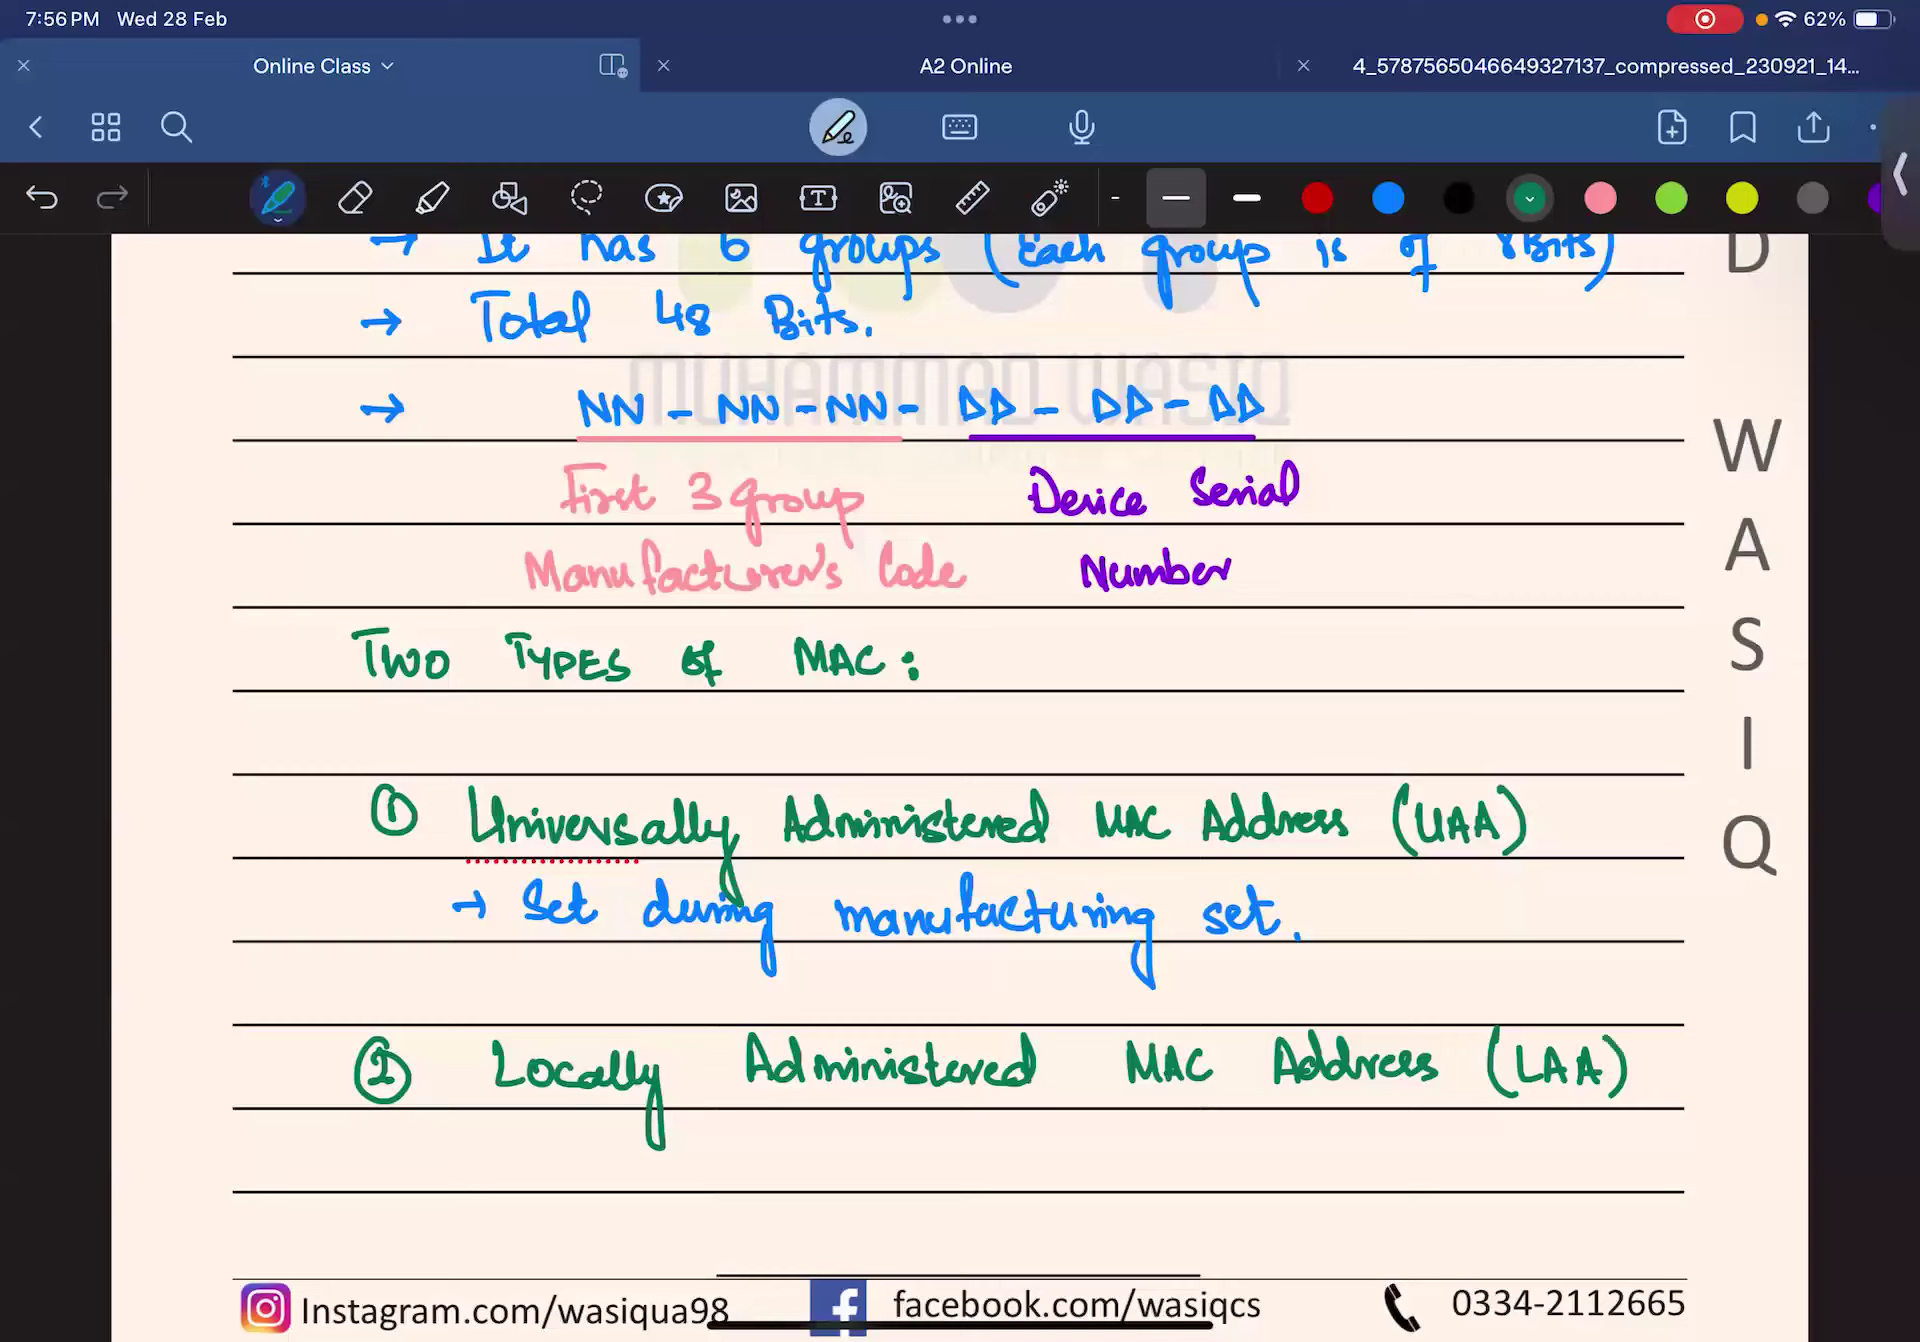 7:56 PM Wed 28 Feb
62%
Online Class
A2 Online
4_5787565046649327137_compressed_230921_14...
→ It has 6 groups (Each group is of 8Bits)
→ Total 48 Bits.
MUHAMMAD WASIQ
→ NN - NN - NN - DD - DD - DD
First 3 group Device Serial
Manufacturer's Code Number
TWO TYPES of MAC:
① Universally Administered MAC Address (UAA)
→ Set during manufacturing set.
② Locally Administered MAC Address (LAA)
D
W
A
S
I
Q
Instagram.com/wasiqua98 facebook.com/wasiqcs 0334-2112665